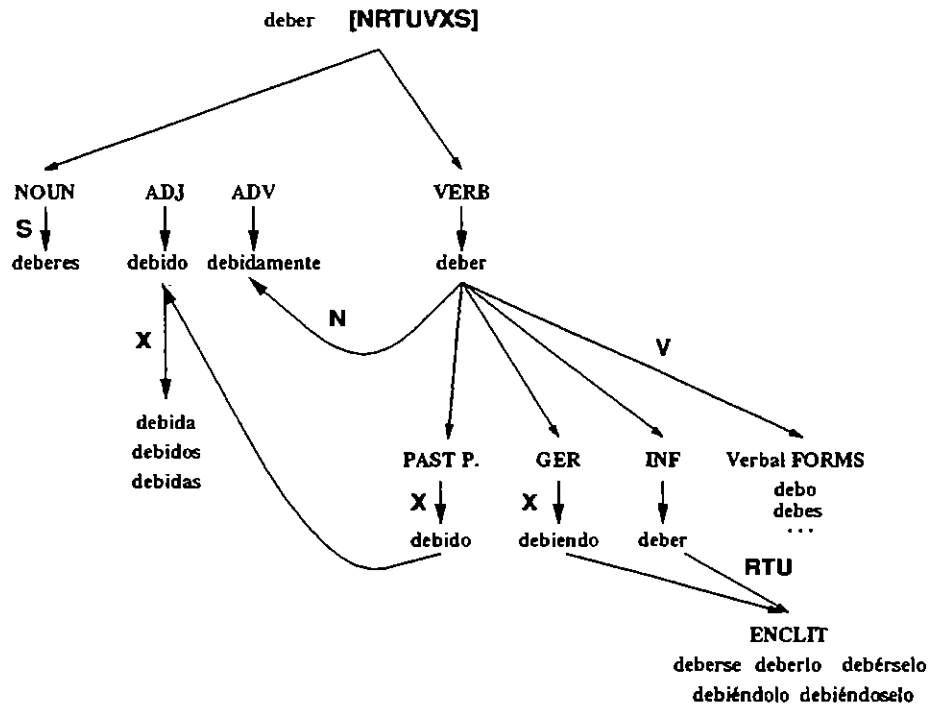 deber [NRTUVXS]
NOUN ADJ ADV VERB
S
deberes debido debidamente deber
N
X V
debida
debidos
debidas
PAST P. GER INF Verbal FORMS
debo
X X debes
...
debido debiendo deber
RTU
ENCLIT
deberse deberlo debérselo
debiéndolo debiéndoselo